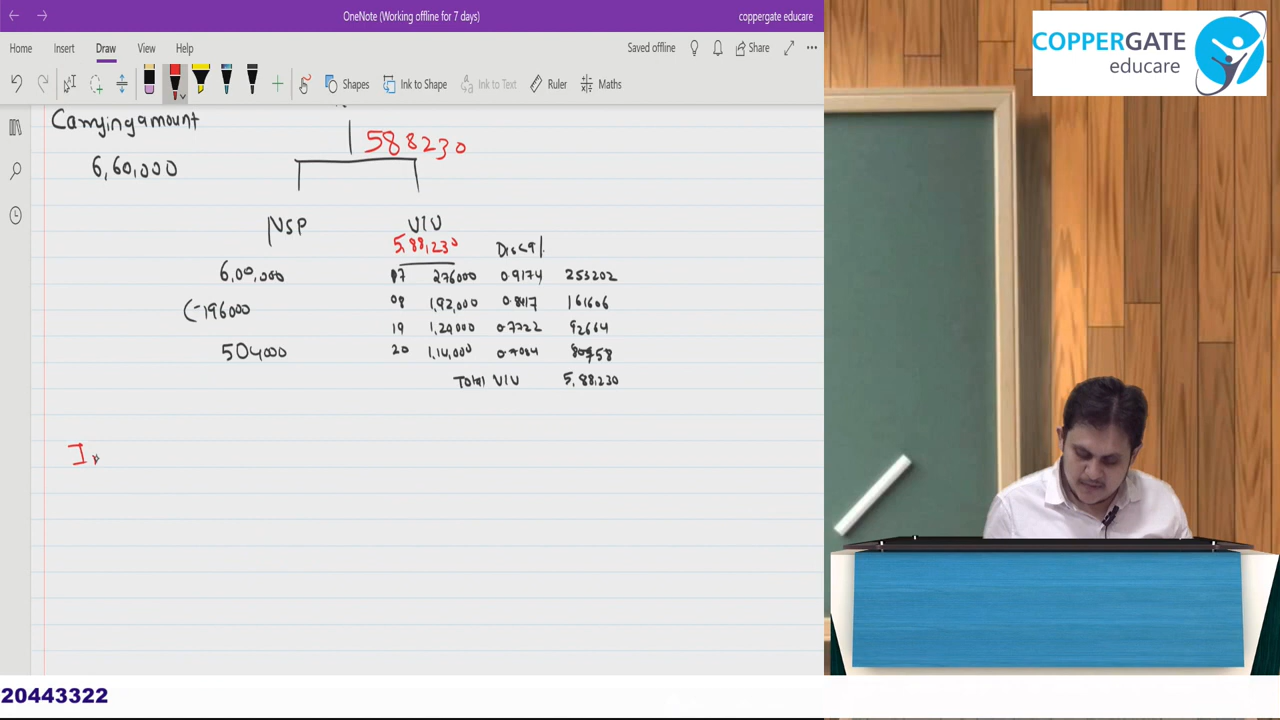 OneNote (Working offline for 7 days)
coppergate educare
Home Insert Draw View Help
Saved offline Share
Shapes Ink to Shape Ink to Text Ruler Maths
COPPERGATE
educare
Carrying amount
6,60,000
588230
NSP
6,00,000
(-196000
504000
VIU
5,88,230
Disc 9%
07 276000 0.9174 253202
08 1,92,000 0.8417 161606
19 1,20,000 0.7722 92664
20 1,14,000 0.7084 80758
Total VIU 5,88,230
I
20443322